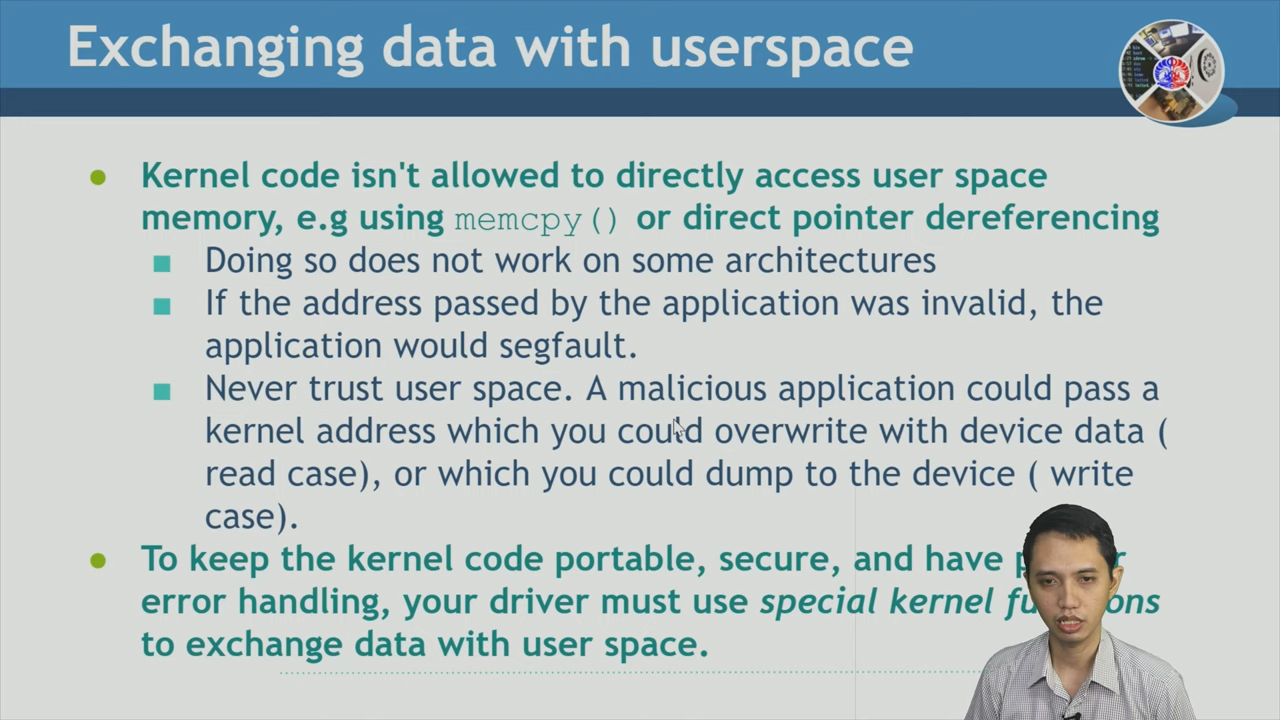 Exchanging data with userspace
Kernel code isn't allowed to directly access user space
memory, e.g using memcpy() or direct pointer dereferencing
Doing so does not work on some architectures
If the address passed by the application was invalid, the
application would segfault.
Never trust user space. A malicious application could pass a
kernel address which you could overwrite with device data (
read case), or which you could dump to the device ( write
case).
To keep the kernel code portable, secure, and have
error handling, your driver must use special kernel
to exchange data with user space.